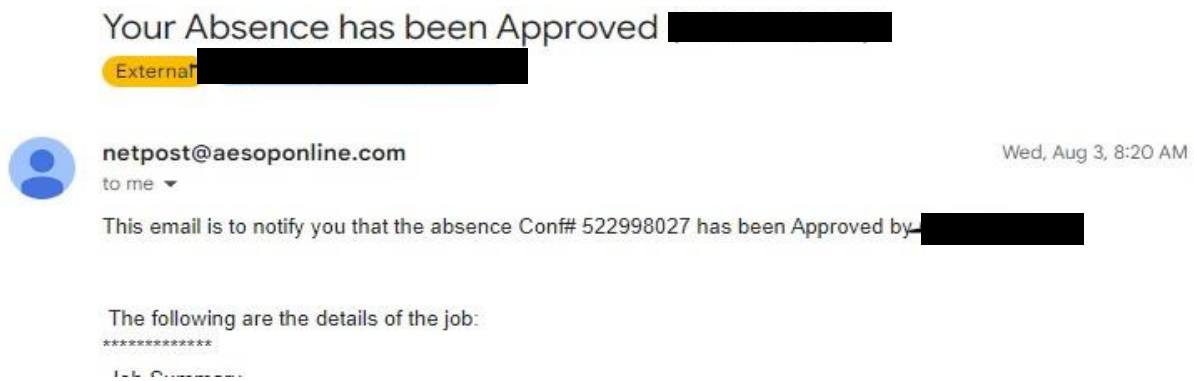 Your Absence has been Approved
External
netpost@aesoponline.com
Wed, Aug 3, 8:20 AM
to me
This email is to notify you that the absence Conf# 522998027 has been Approved by
The following are the details of the job:
*************
Job Summary